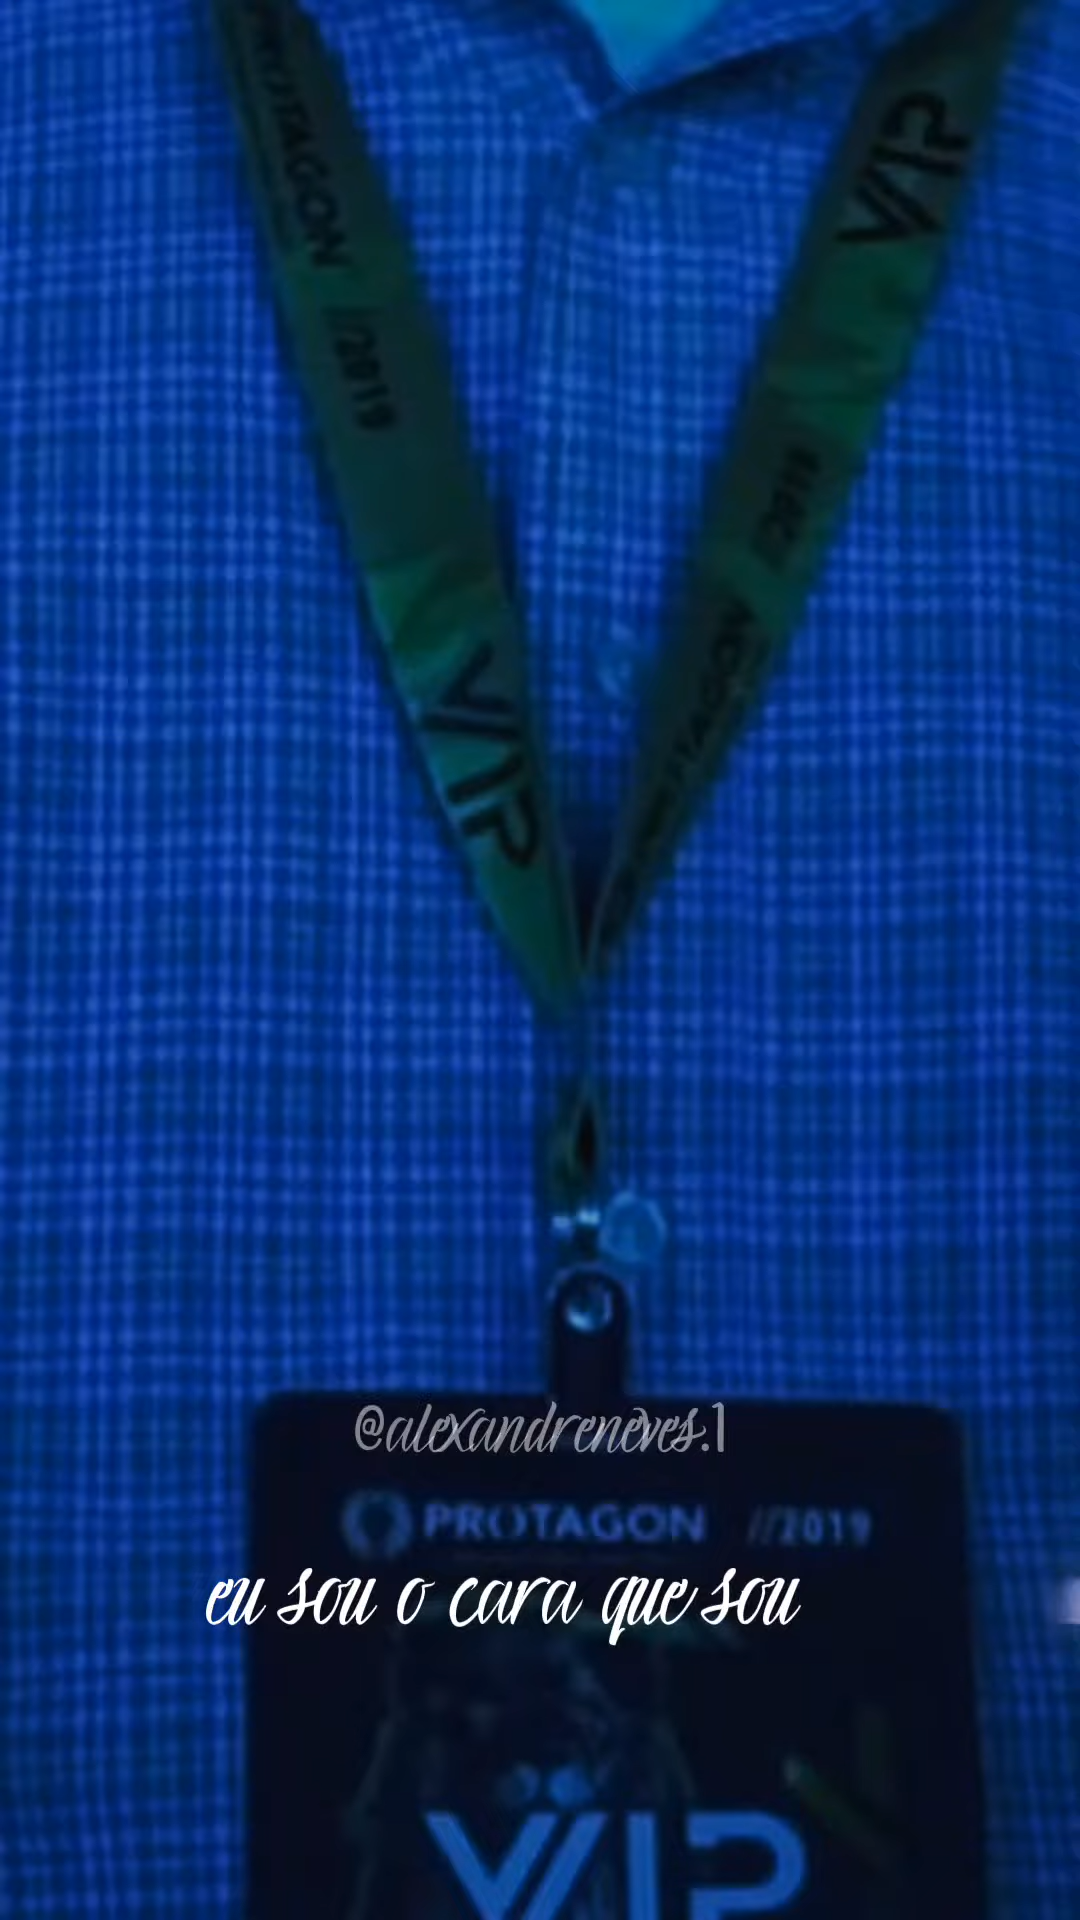 PROTAGON //2019
VIP
VIP
//2019
@alexandreneves.1
PROTAGON //2019
eu sou o cara que sou
VIP